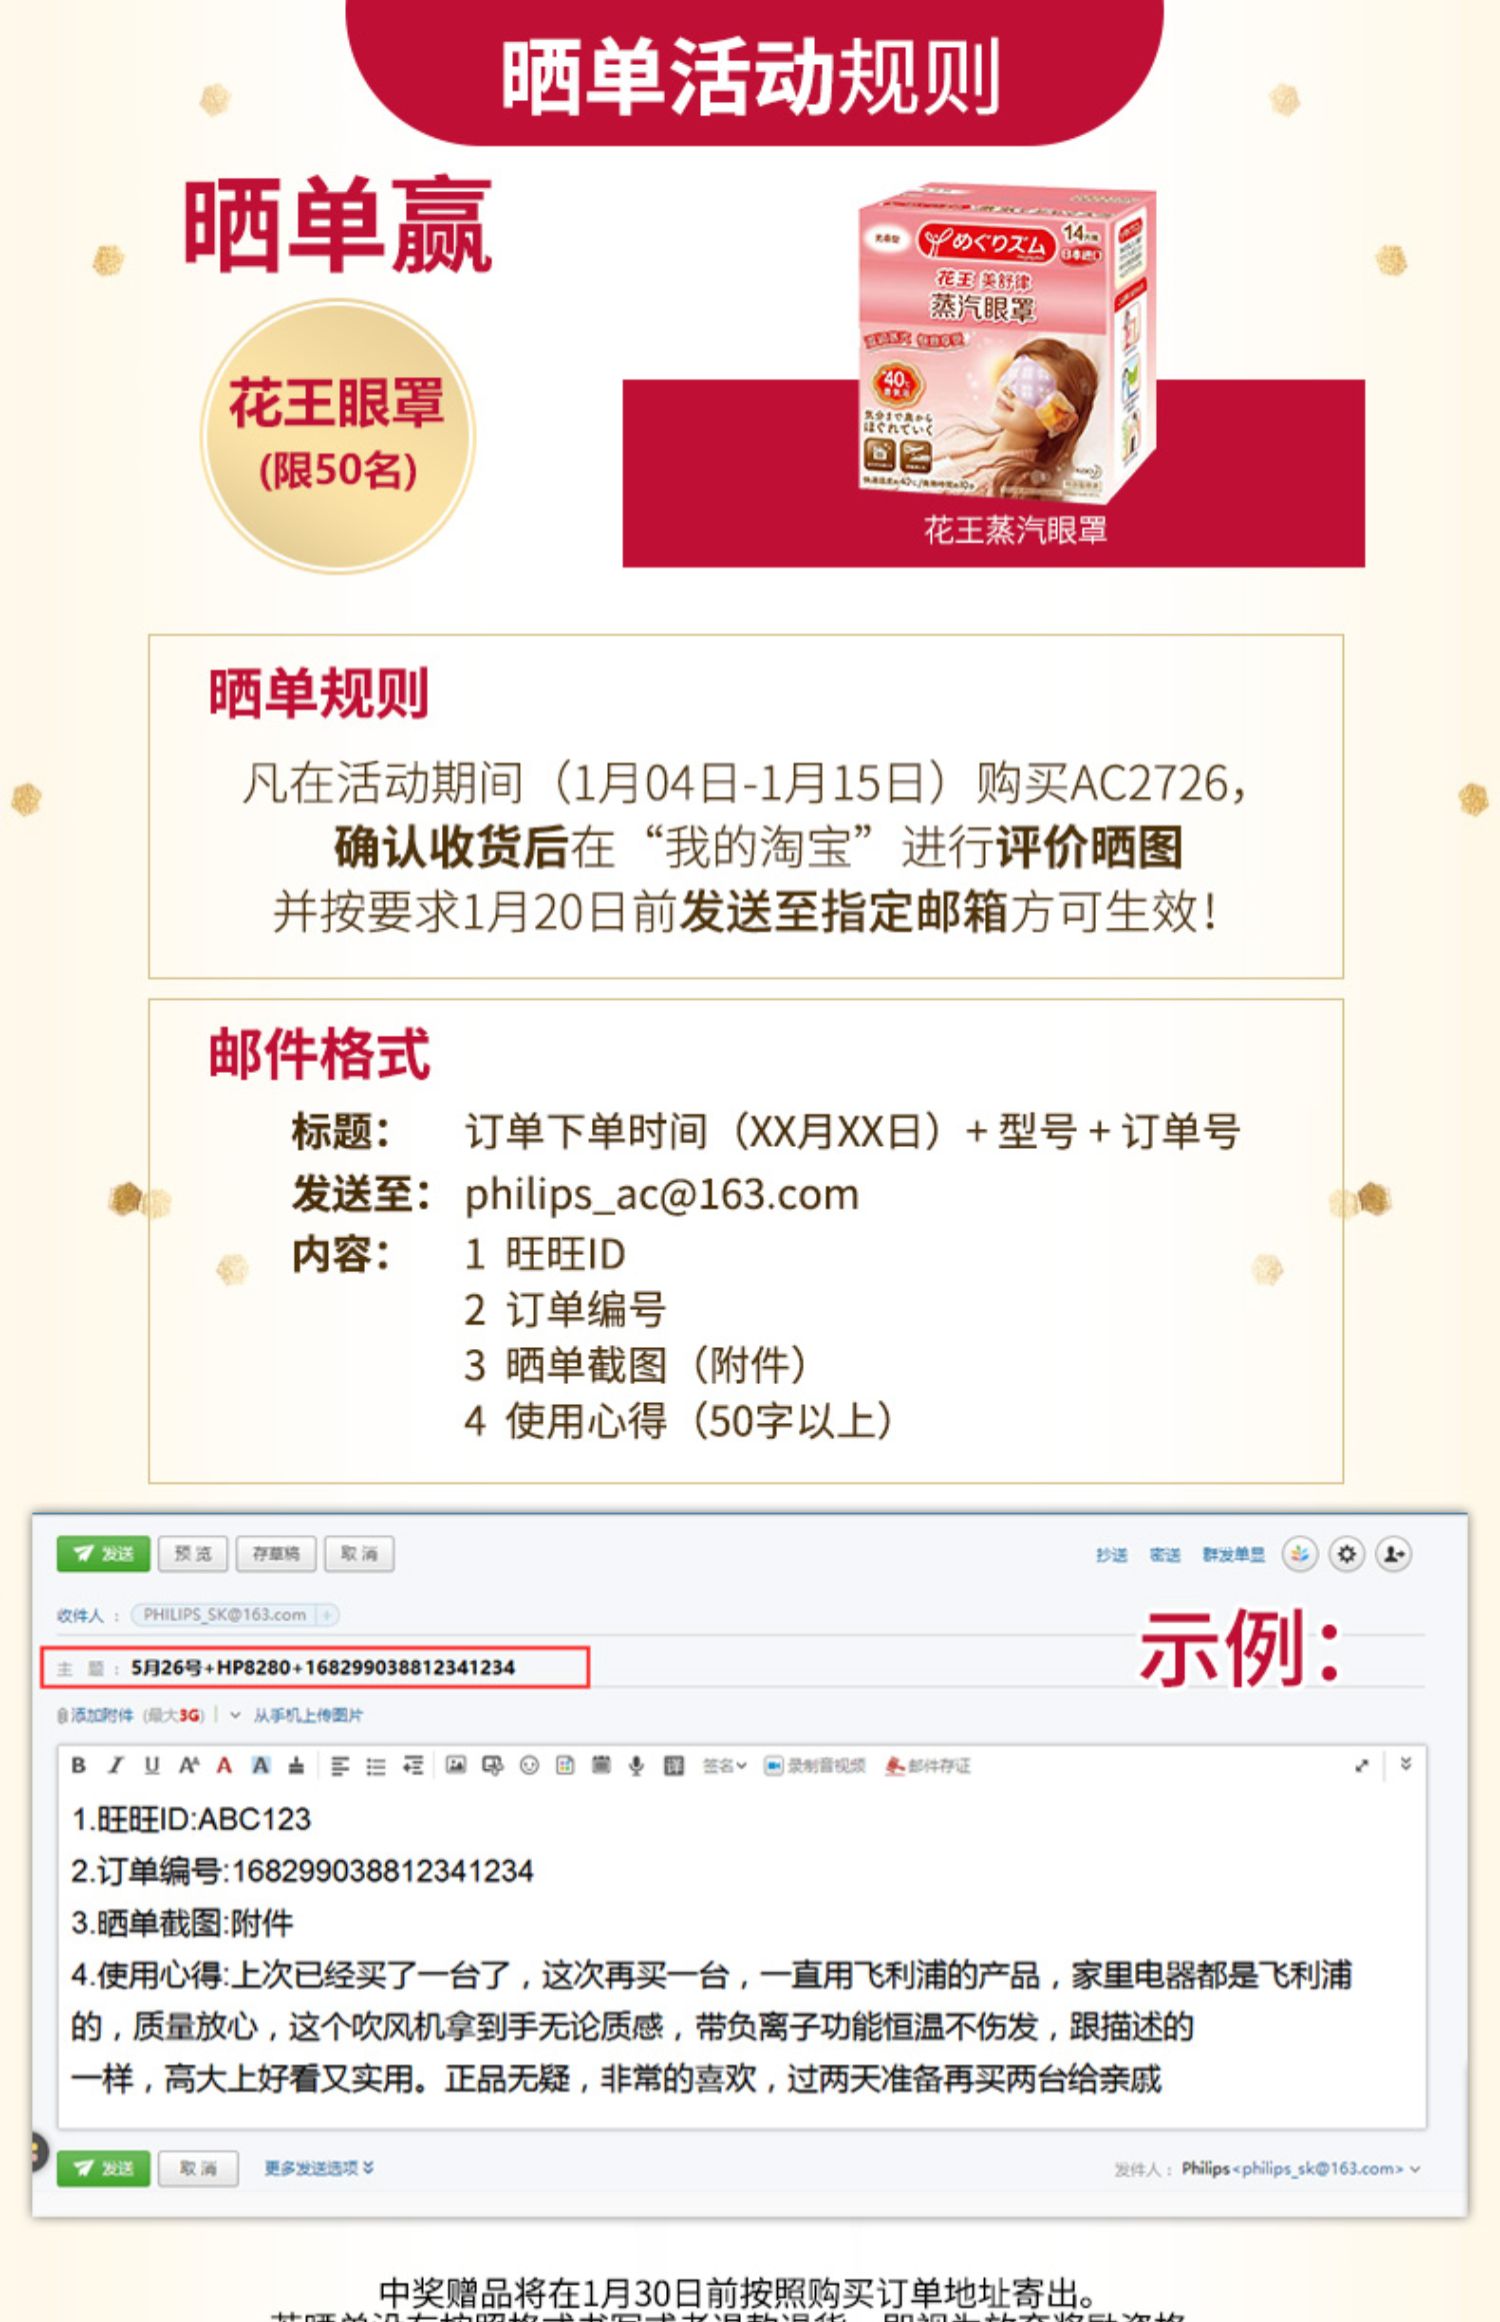 晒单活动规则
晒单赢
花王眼罩
(限50名)
めぐりズム
14
花王 美舒律
蒸汽眼罩
40℃
気分まで奥から
ほぐれていく
花王蒸汽眼罩
晒单规则
凡在活动期间（1月04日-1月15日）购买AC2726，
确认收货后在“我的淘宝”进行评价晒图
并按要求1月20日前发送至指定邮箱方可生效！
邮件格式
标题： 订单下单时间（XX月XX日）+ 型号 + 订单号
发送至： philips_ac@163.com
内容： 1 旺旺ID
2 订单编号
3 晒单截图（附件）
4 使用心得（50字以上）
发送 预览 存草稿 取消 抄送 密送 群发单显
收件人： PHILIPS_SK@163.com +
示例：
主 题： 5月26号+HP8280+168299038812341234
添加附件 (最大3G) 从手机上传图片
B I U A A A 签名 录制音视频 邮件存证
1.旺旺ID:ABC123
2.订单编号:168299038812341234
3.晒单截图:附件
4.使用心得:上次已经买了一台了，这次再买一台，一直用飞利浦的产品，家里电器都是飞利浦
的，质量放心，这个吹风机拿到手无论质感，带负离子功能恒温不伤发，跟描述的
一样，高大上好看又实用。正品无疑，非常的喜欢，过两天准备再买两台给亲戚
发送 取消 更多发送选项 发件人：Philips<philips_sk@163.com>
中奖赠品将在1月30日前按照购买订单地址寄出。